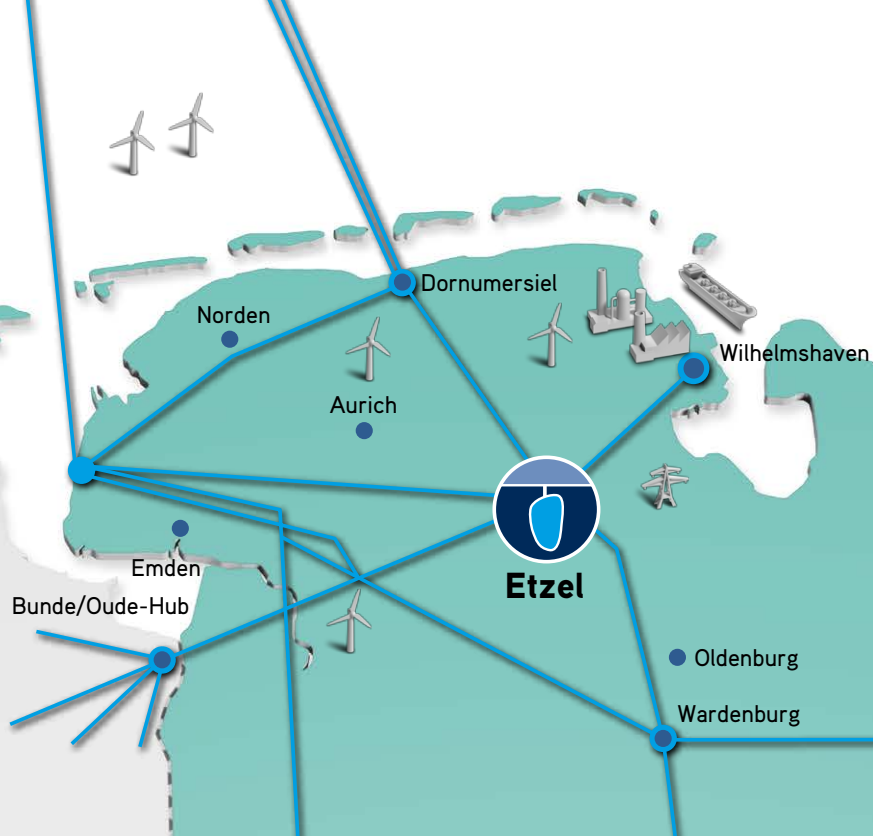 Dornumersiel
Norden
Wilhelmshaven
Aurich
Emden
Etzel
Bunde/Oude-Hub
Oldenburg
Wardenburg